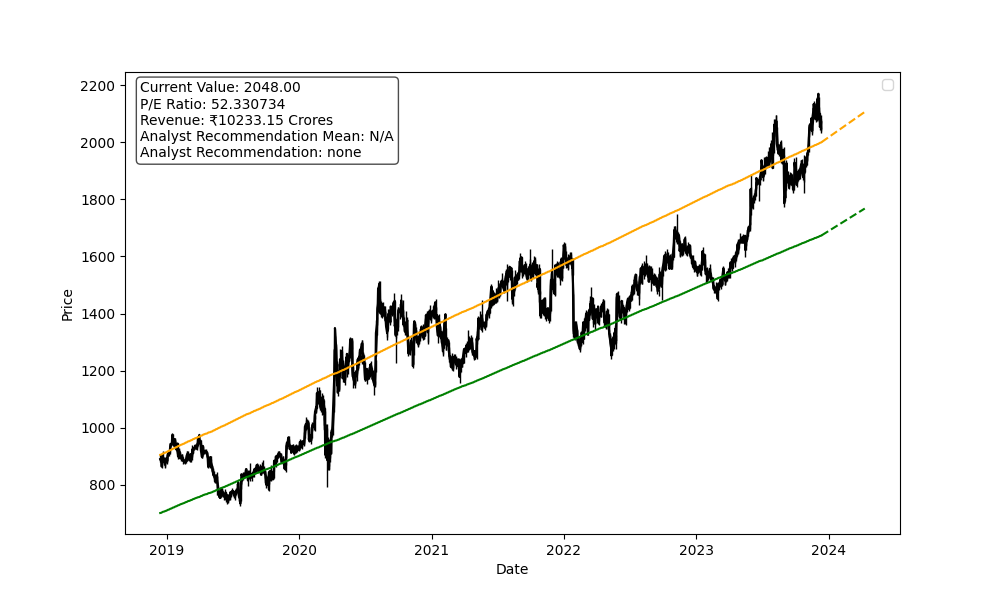 Current Value: 2048.00
P/E Ratio: 52.330734
Revenue: ₹10233.15 Crores
Analyst Recommendation Mean: N/A
Analyst Recommendation: none
2200
2000
1800
1600
1400
1200
1000
800
Price
2019 2020 2021 2022 2023 2024
Date